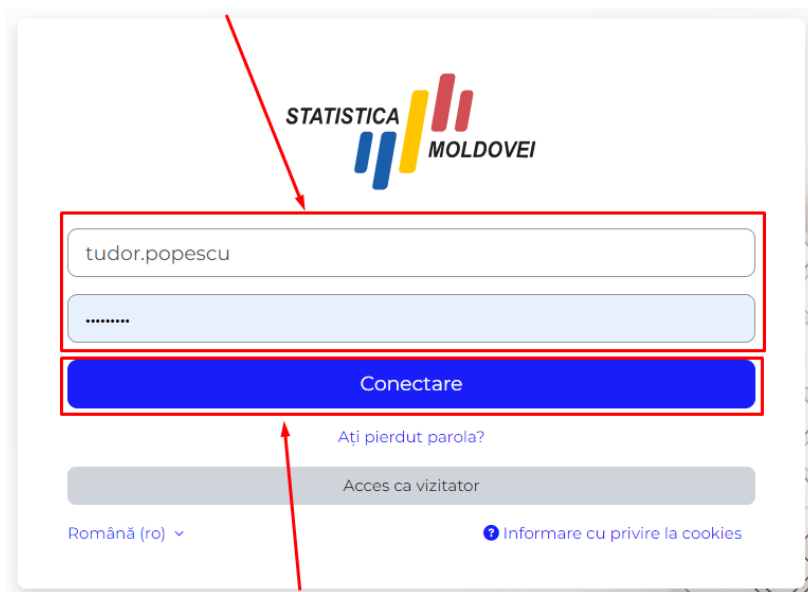 STATISTICA
MOLDOVEI
tudor.popescu
•••••••••
Conectare
Ați pierdut parola?
Acces ca vizitator
Română (ro)
? Informare cu privire la cookies